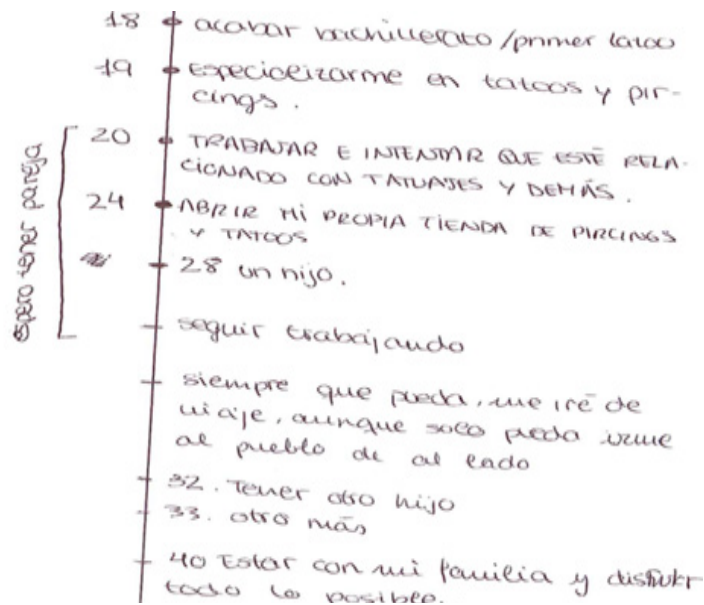 18 acabar bachillerato/primer tatoo
19 Especializarme en tatoos y pir-
cings.
espero tener pareja
20 TRABAJAR E INTENTAR QUE ESTÉ RELA-
CIONADO CON TATUAJES Y DEMÁS.
24 ABRIR MI PROPIA TIENDA DE PIRCINGS
Y TATOOS
28 un hijo.
seguir trabajando
siempre que pueda, me iré de
viaje, aunque solo pueda irme
al pueblo de al lado
32. Tener otro hijo
33. otro más
40 Estar con mi familia y disfrutr
todo lo posible.